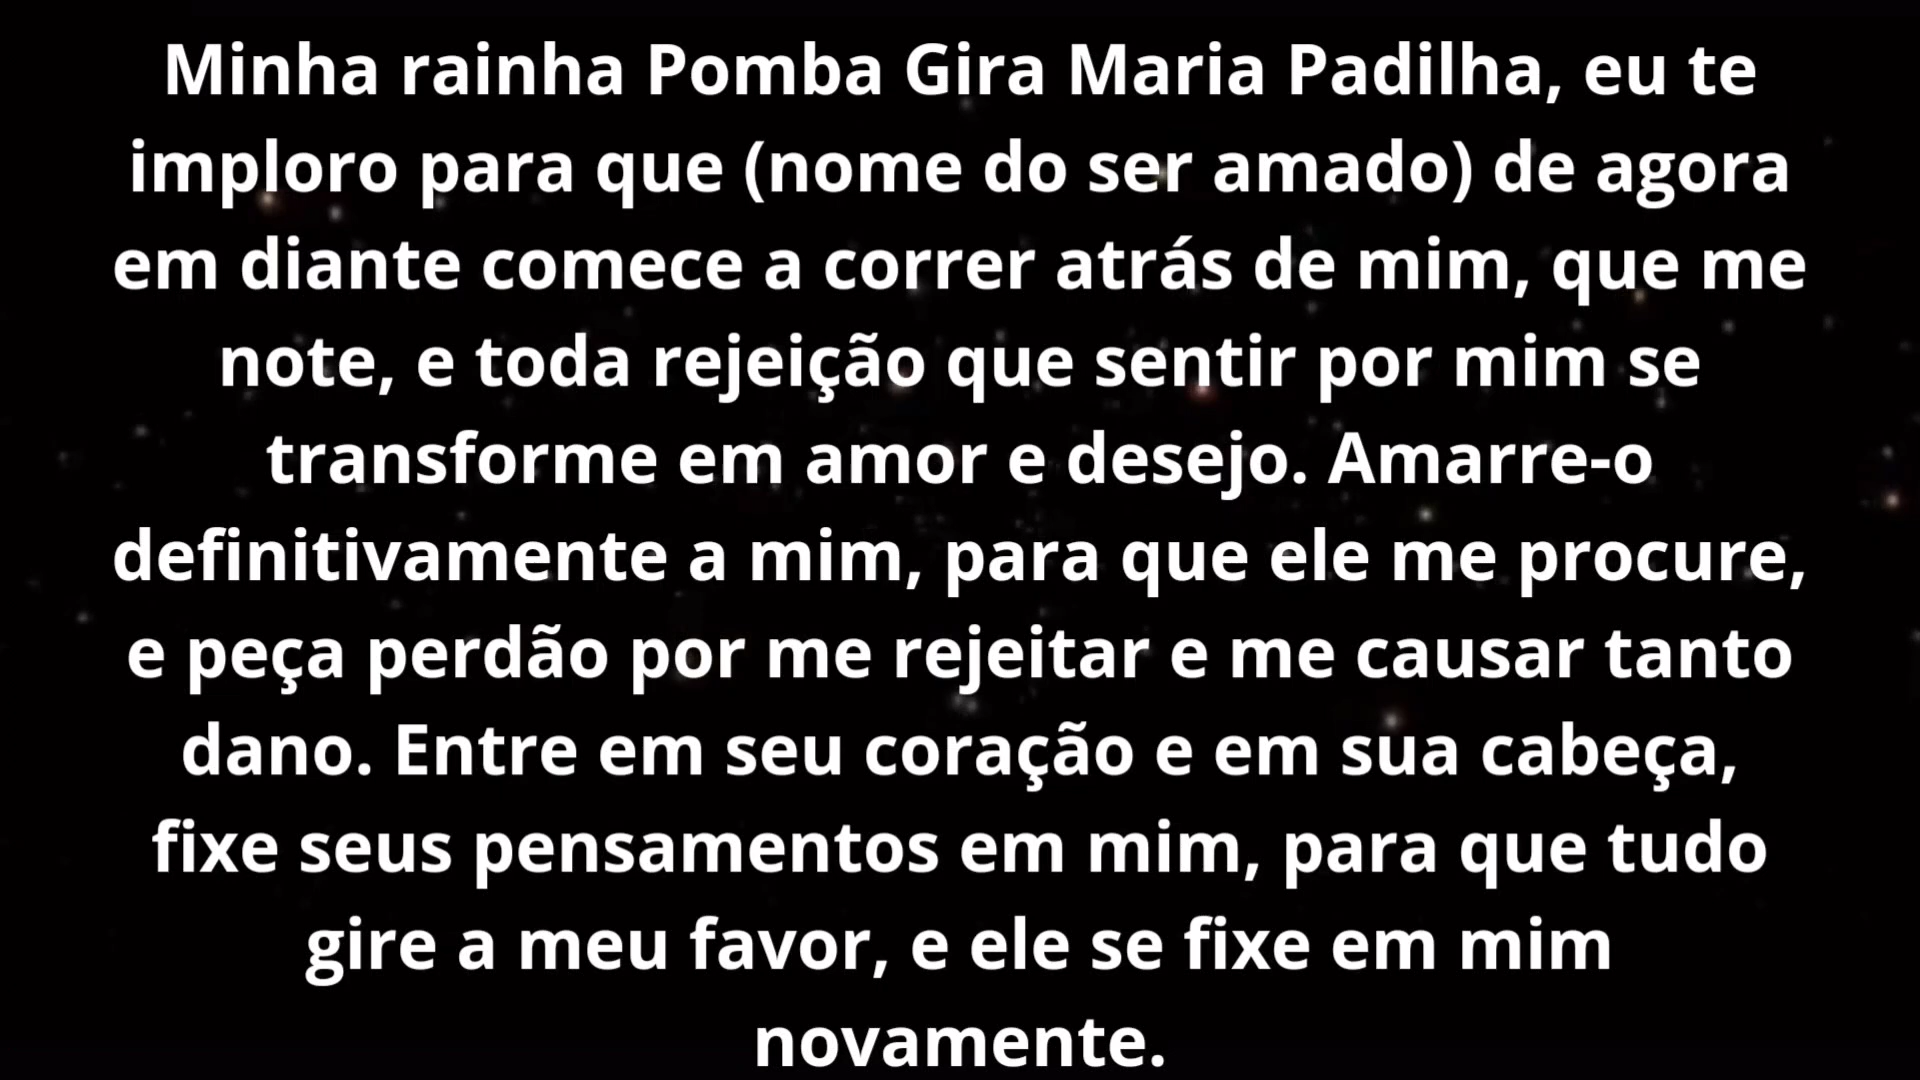 Minha rainha Pomba Gira Maria Padilha, eu te
imploro para que (nome do ser amado) de agora
em diante comece a correr atrás de mim, que me
note, e toda rejeição que sentir por mim se
transforme em amor e desejo. Amarre-o
definitivamente a mim, para que ele me procure,
e peça perdão por me rejeitar e me causar tanto
dano. Entre em seu coração e em sua cabeça,
fixe seus pensamentos em mim, para que tudo
gire a meu favor, e ele se fixe em mim
novamente.